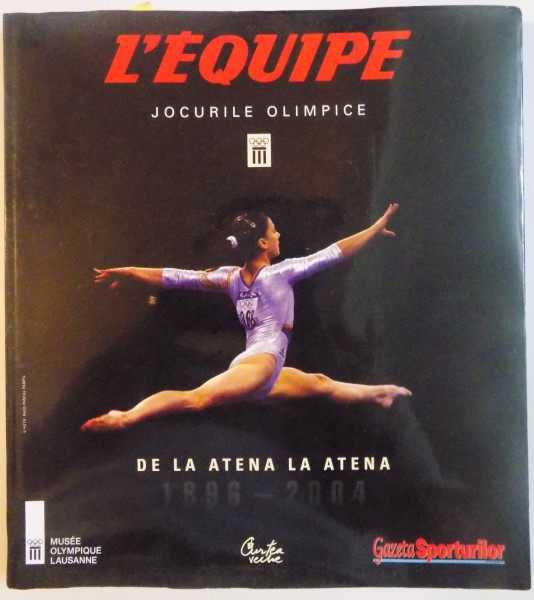 L'ÉQUIPE
JOCURILE OLIMPICE
DE LA ATENA LA ATENA
1896 – 2004
MUSÉE
OLYMPIQUE
LAUSANNE
Curtea
veche
Gazeta Sporturilor